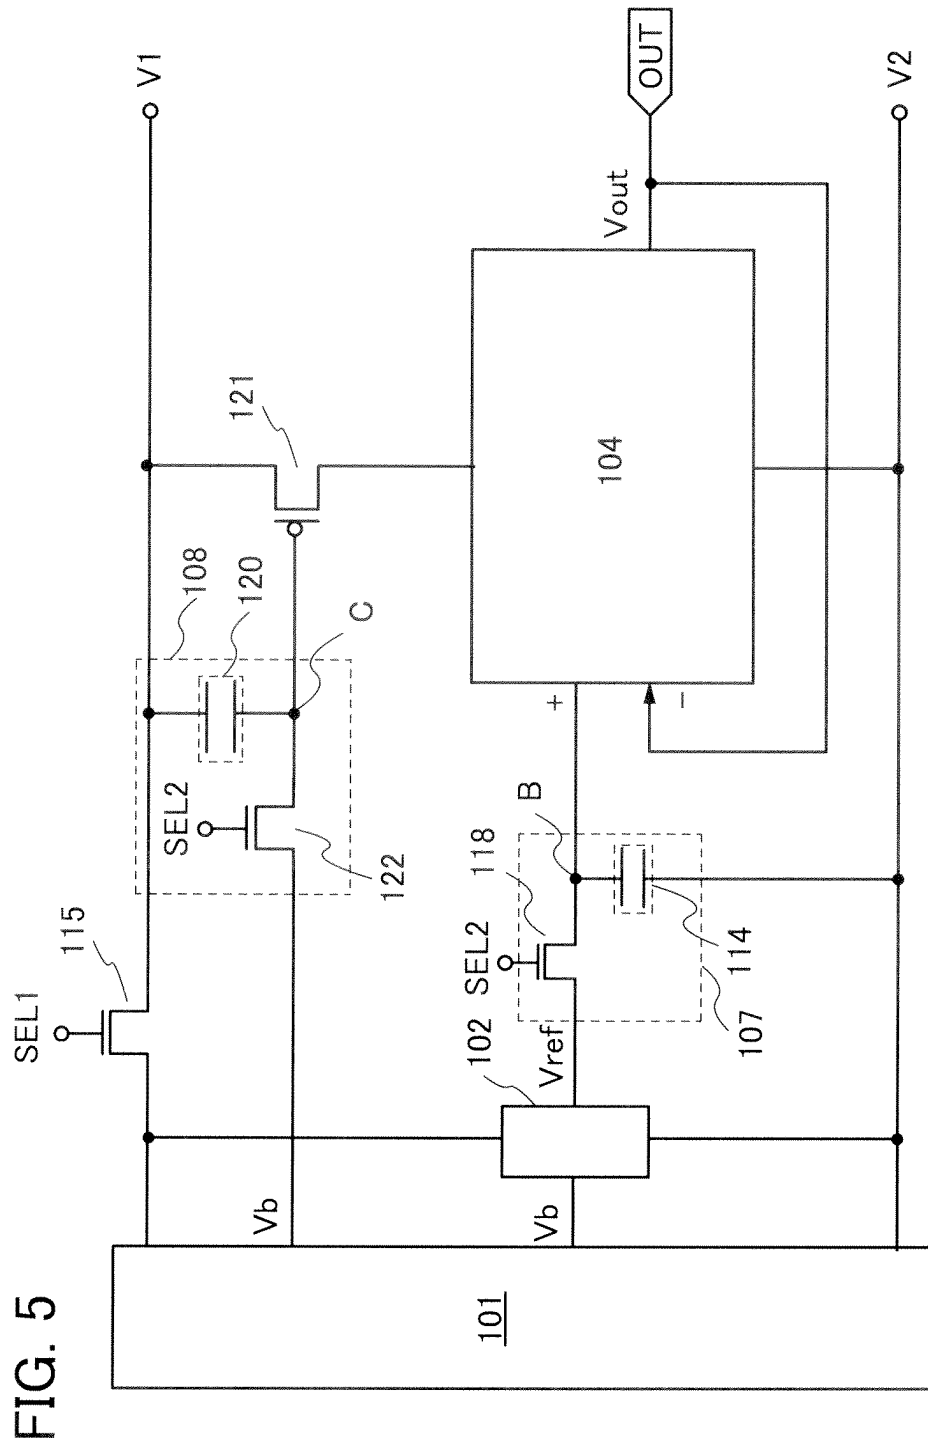 FIG. 5
SEL1
115
V1
108
120
121
SEL2
122
C
Vb
Vout
OUT
104
+
−
B
118
SEL2
114
107
102
Vref
Vb
101
V2